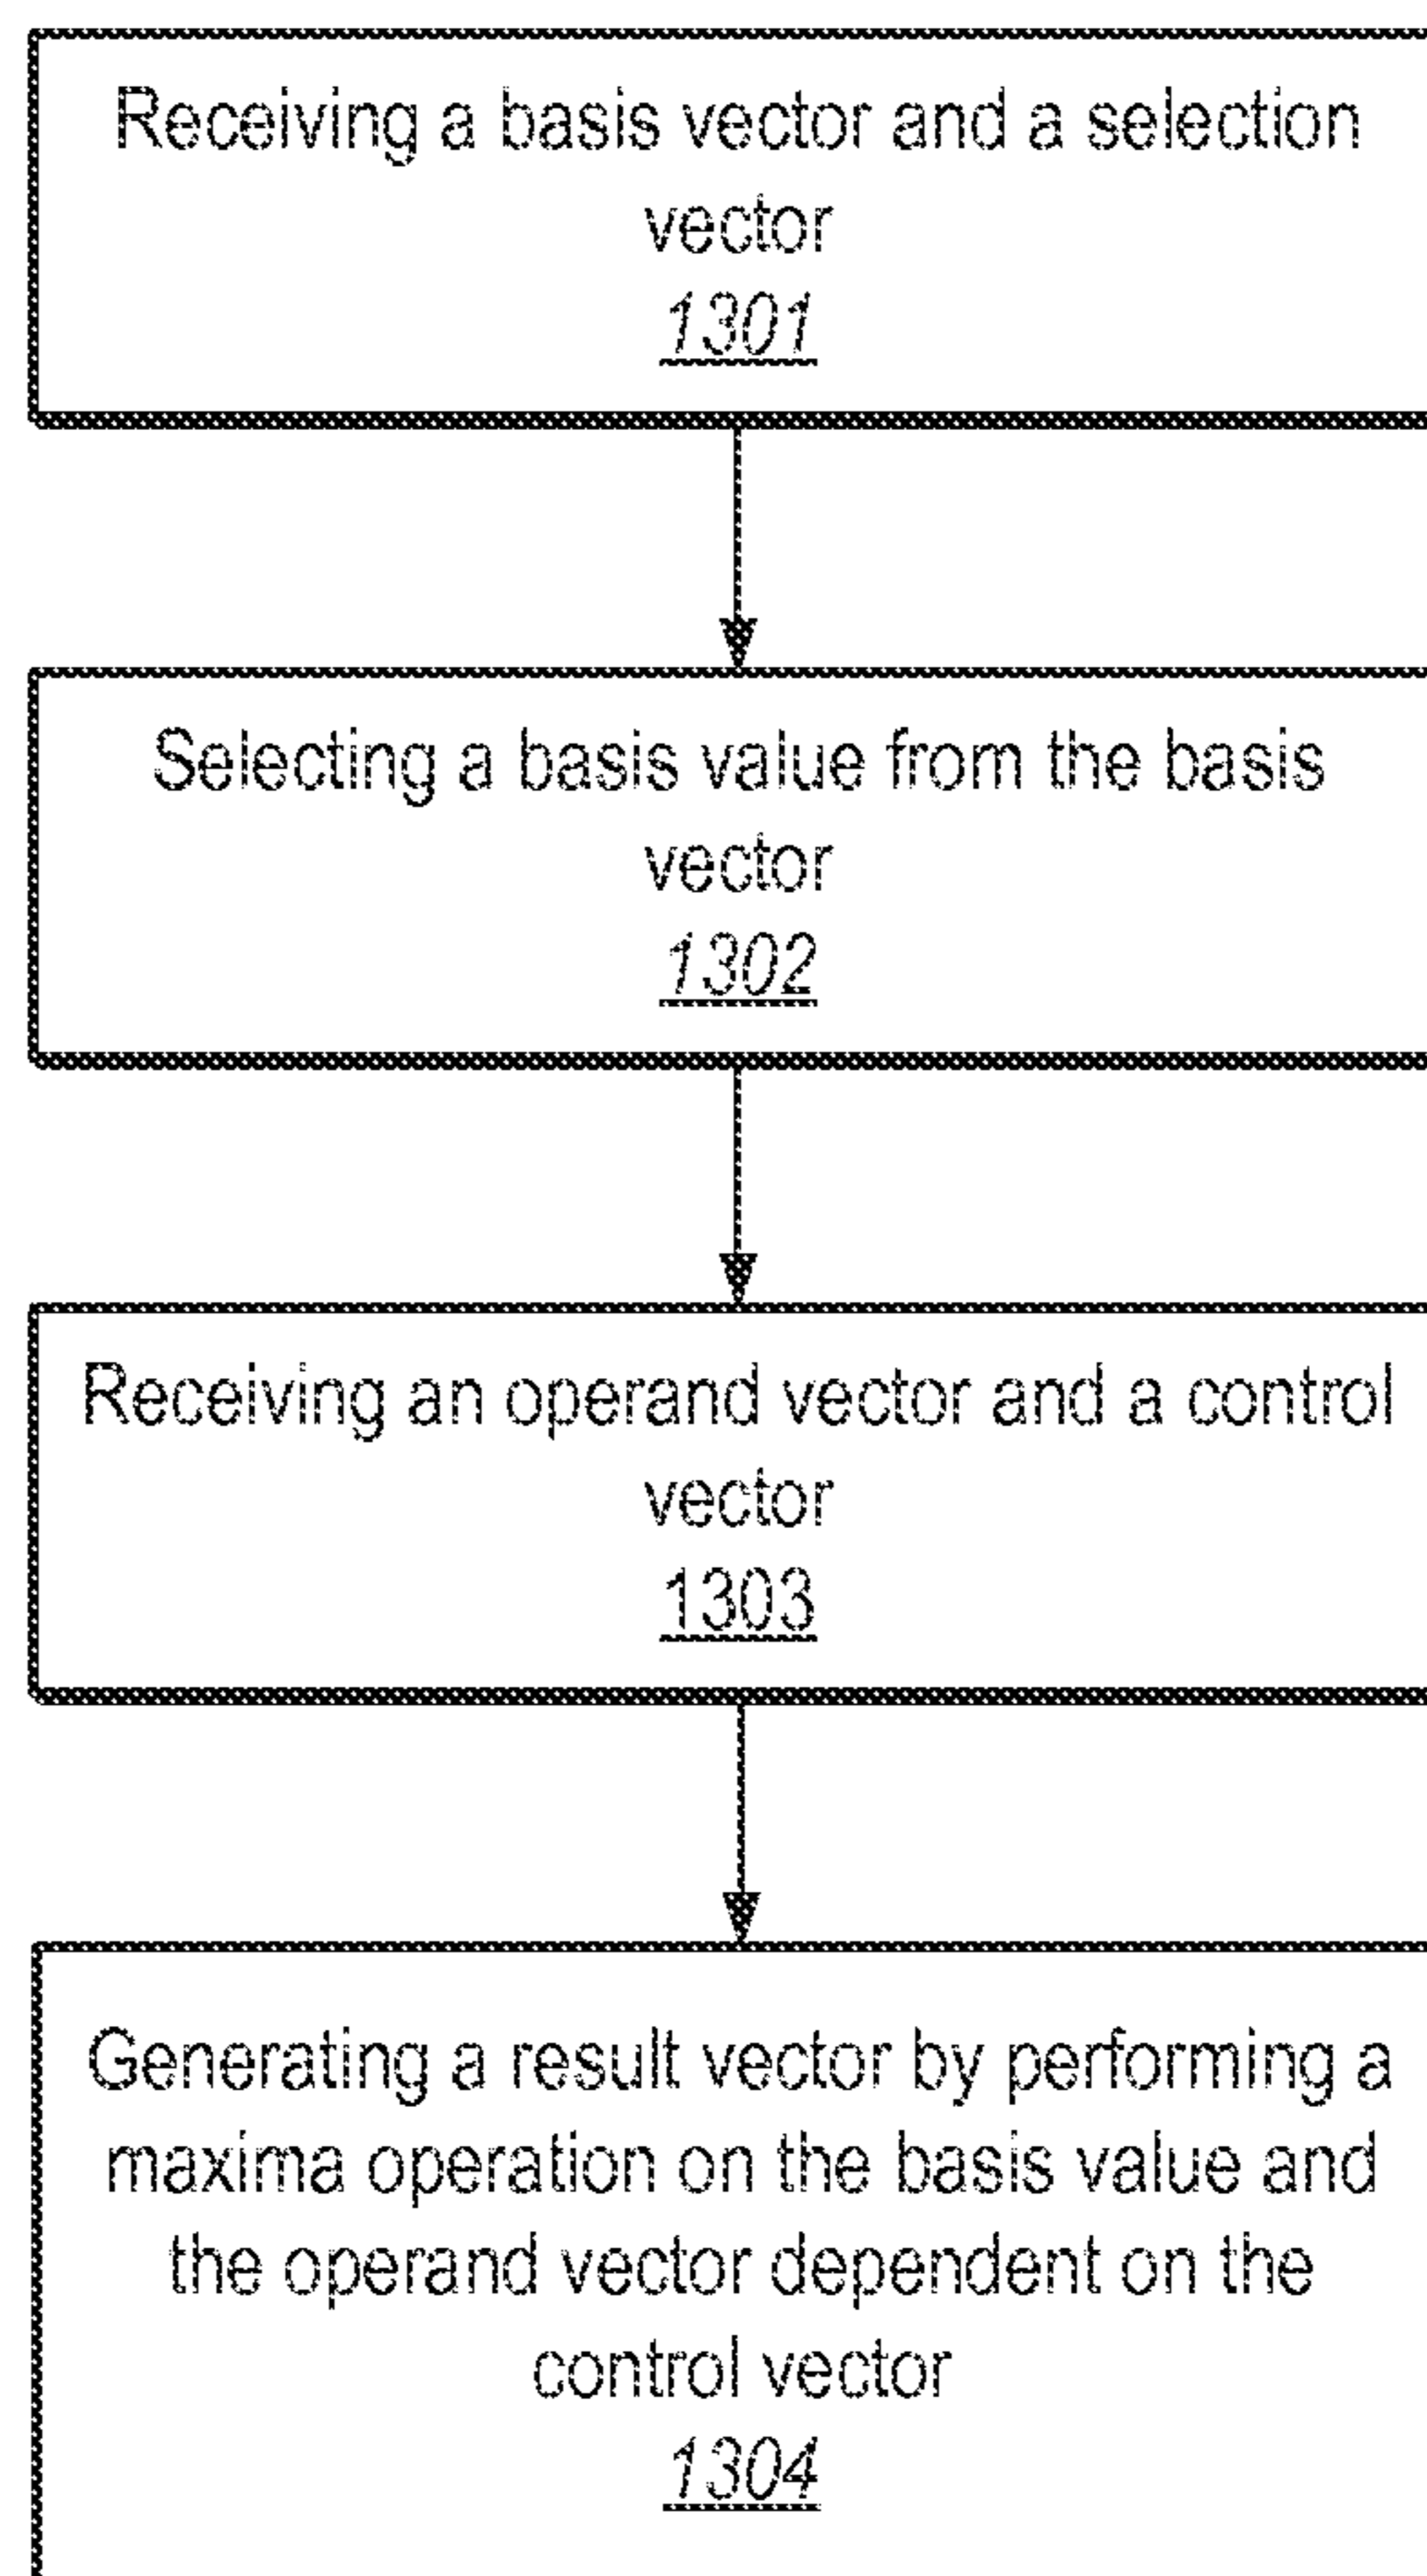 Receiving a basis vector and a selection
vector
1301
Selecting a basis value from the basis
vector
1302
Receiving an operand vector and a control
vector
1303
Generating a result vector by performing a
maxima operation on the basis value and
the operand vector dependent on the
control vector
1304